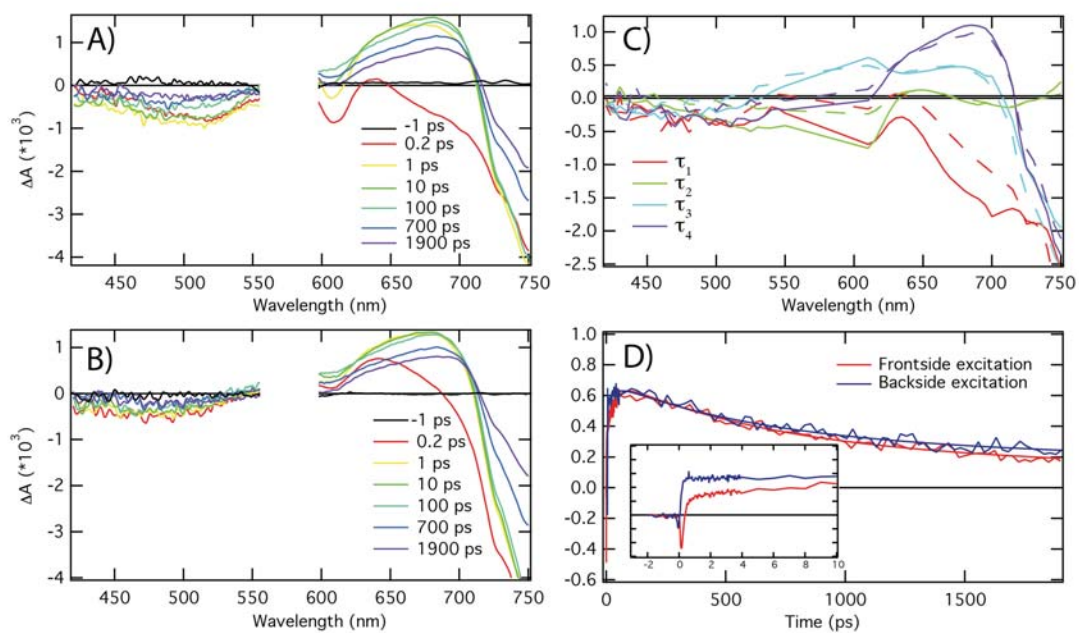 A)
1
0
-1
-2
-3
-4
ΔA (*10³)
-1 ps
0.2 ps
1 ps
10 ps
100 ps
700 ps
1900 ps
450 500 550 600 650 700 750
Wavelength (nm)
C)
1.0
0.5
0.0
-0.5
-1.0
-1.5
-2.0
-2.5
τ₁
τ₂
τ₃
τ₄
450 500 550 600 650 700 750
Wavelength (nm)
B)
1
0
-1
-2
-3
-4
ΔA (*10³)
-1 ps
0.2 ps
1 ps
10 ps
100 ps
700 ps
1900 ps
450 500 550 600 650 700 750
Wavelength (nm)
D)
1.0
0.8
0.6
0.4
0.2
0.0
0.2
0.4
0.6
Frontside excitation
Backside excitation
-2 0 2 4 6 8 10
0 500 1000 1500
Time (ps)